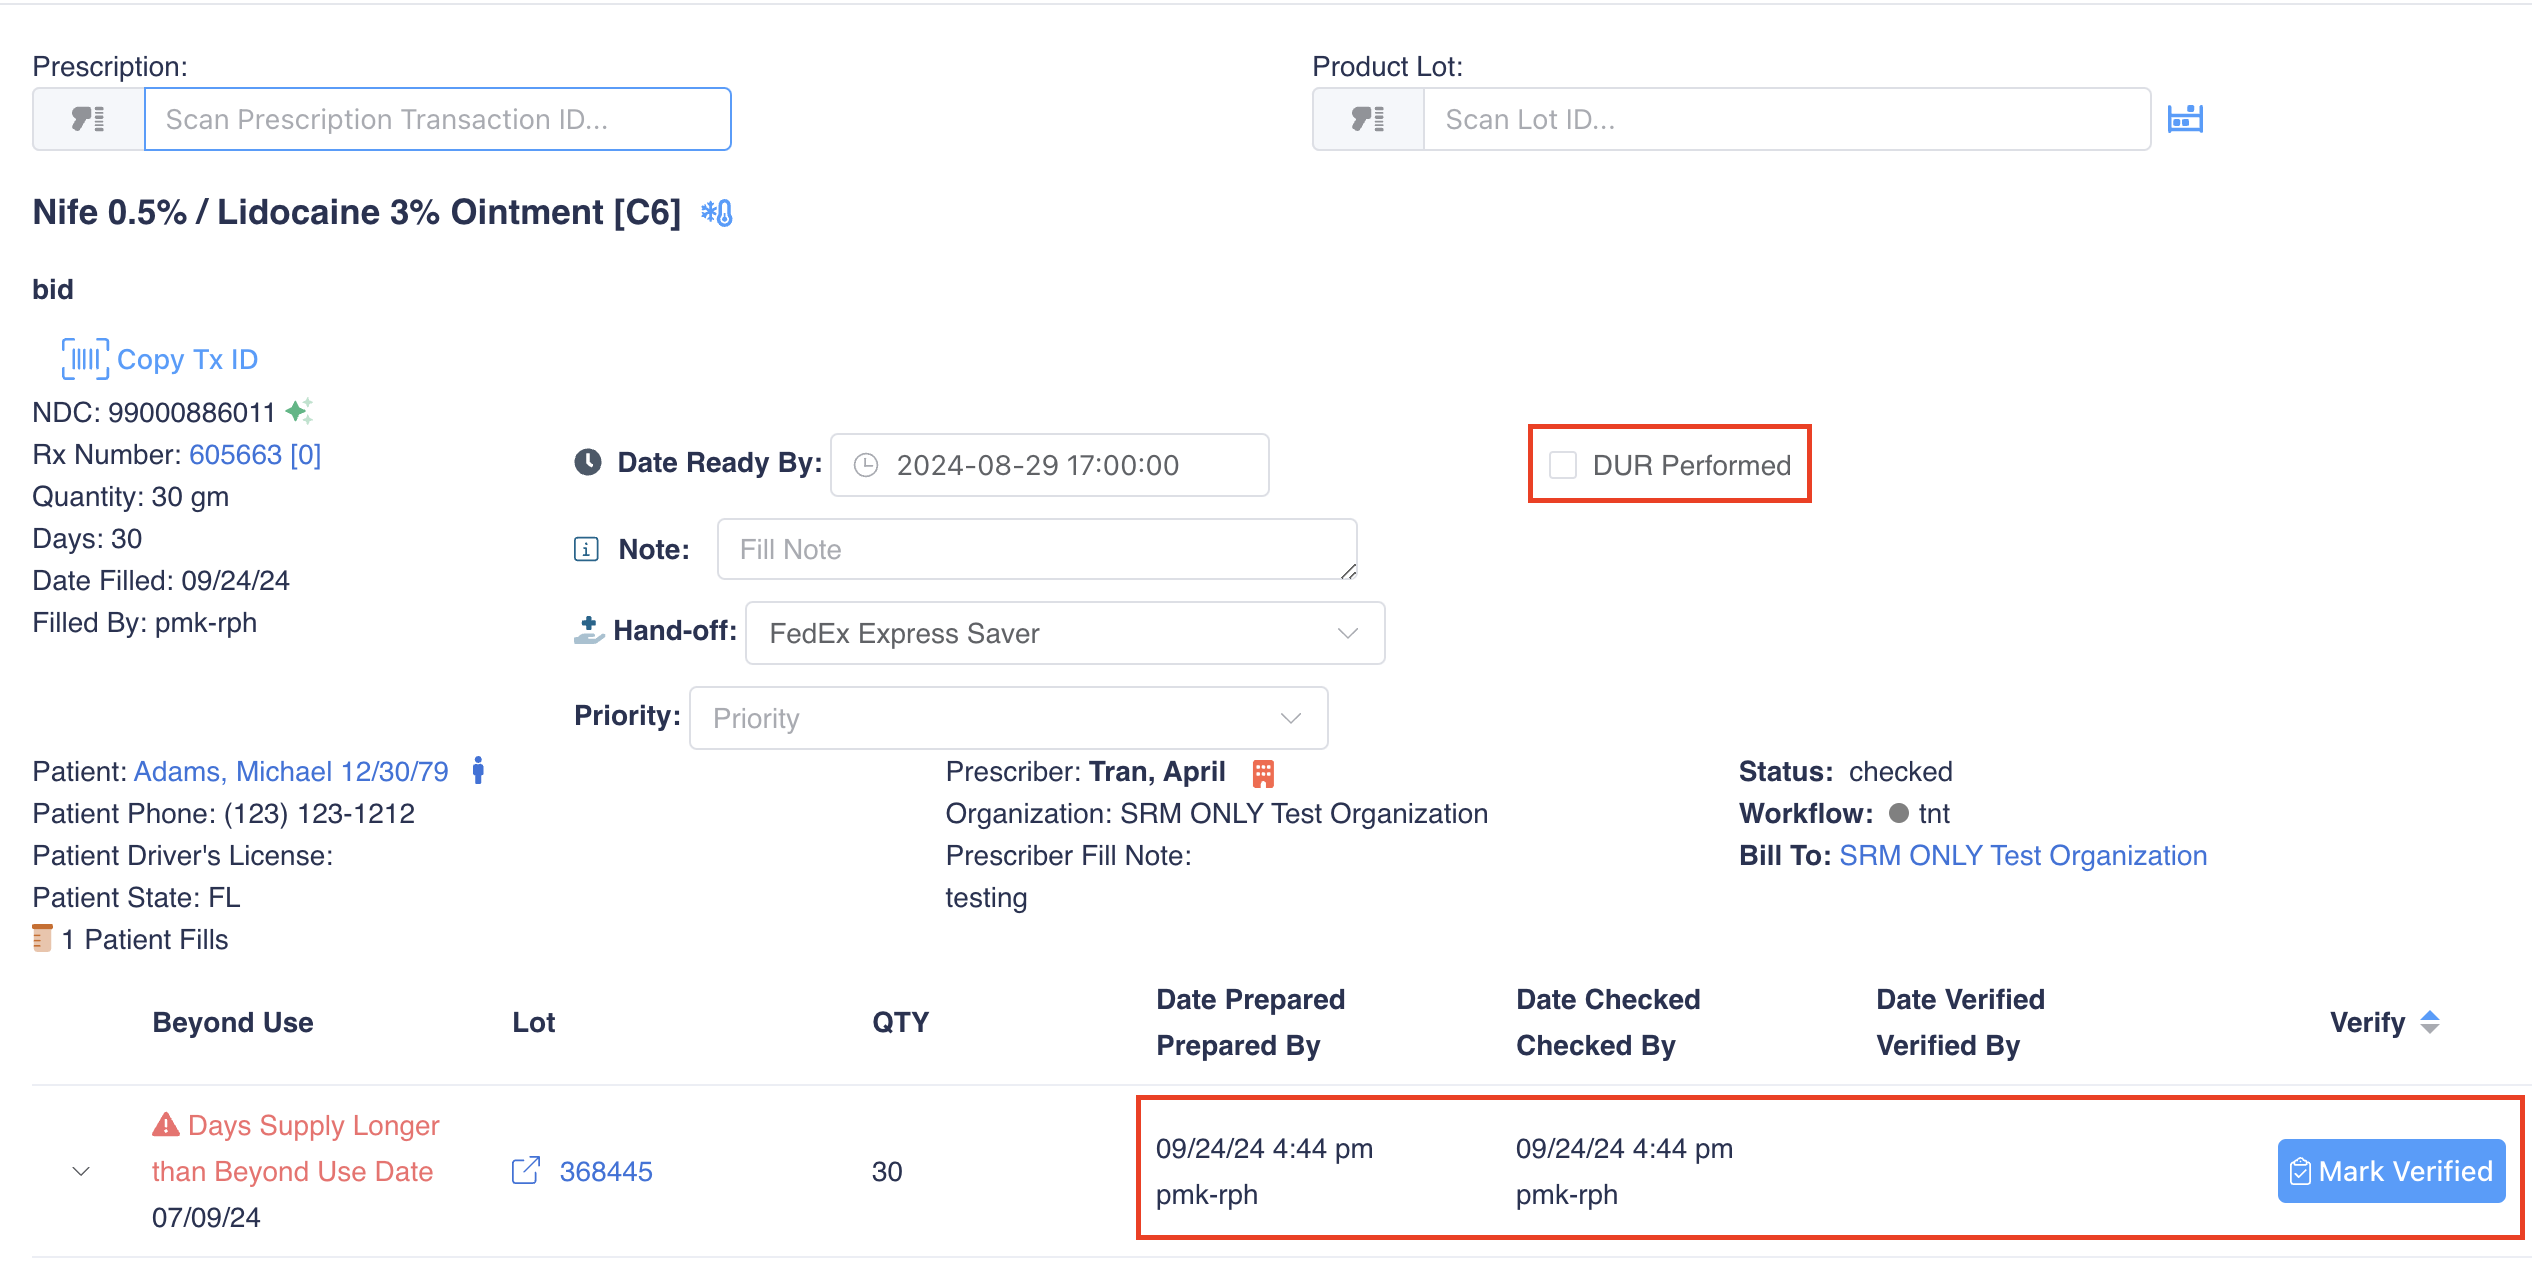 Prescription:
Product Lot:
Scan Prescription Transaction ID...
Scan Lot ID...
Nife 0.5% / Lidocaine 3% Ointment [C6]
bid
Copy Tx ID
NDC: 99000886011
Rx Number: 605663 [0]
Quantity: 30 gm
Days: 30
Date Filled: 09/24/24
Filled By: pmk-rph
Date Ready By: 2024-08-29 17:00:00
DUR Performed
Note: Fill Note
Hand-off: FedEx Express Saver
Priority: Priority
Patient: Adams, Michael 12/30/79
Patient Phone: (123) 123-1212
Patient Driver's License:
Patient State: FL
1 Patient Fills
Prescriber: Tran, April
Organization: SRM ONLY Test Organization
Prescriber Fill Note:
testing
Status: checked
Workflow: tnt
Bill To: SRM ONLY Test Organization
Beyond Use
Lot
QTY
Date Prepared
Prepared By
Date Checked
Checked By
Date Verified
Verified By
Verify
Days Supply Longer
than Beyond Use Date
07/09/24
368445
30
09/24/24 4:44 pm
pmk-rph
09/24/24 4:44 pm
pmk-rph
Mark Verified